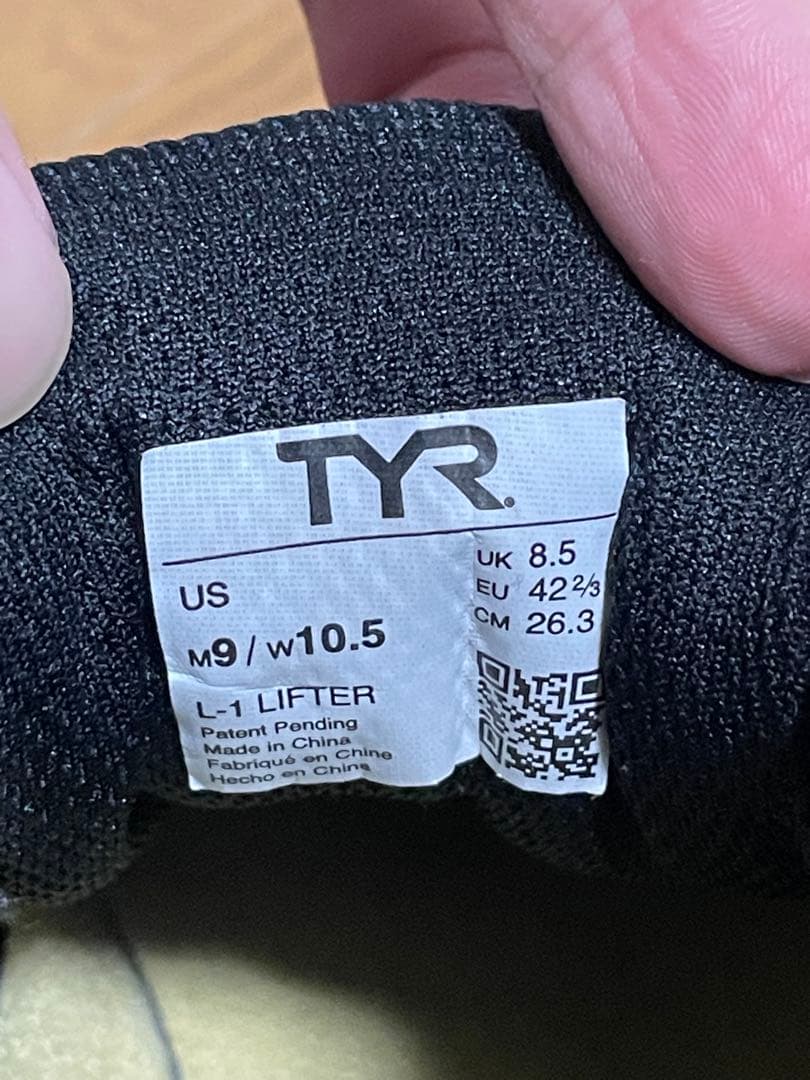 TYR
US
M9 / W10.5
L-1 LIFTER
Patent Pending
Made in China
Fabriqué en Chine
Hecho en China
UK 8.5
EU 42 2/3
CM 26.3